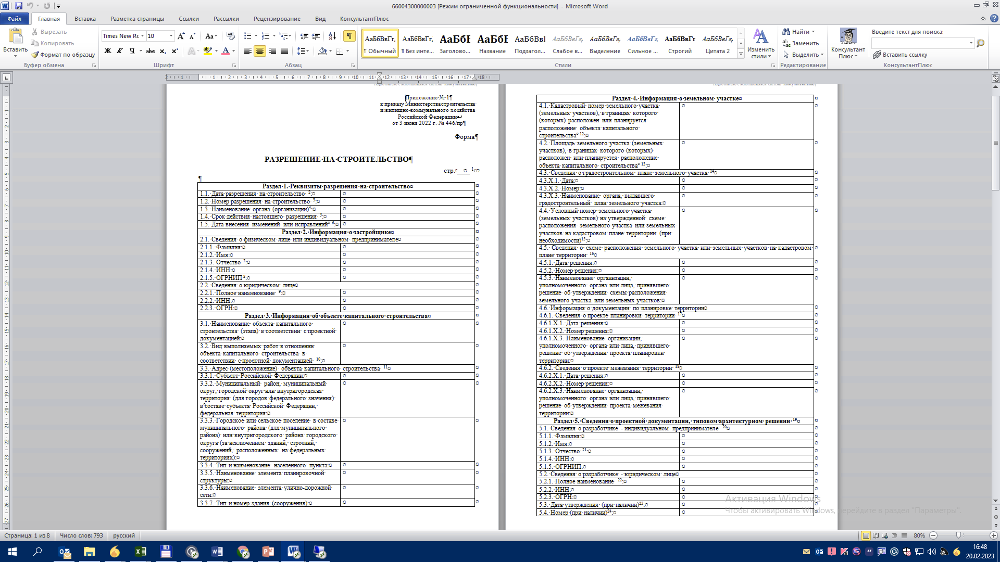 66004300000003 [Режим ограниченной функциональности] - Microsoft Word
Файл Главная Вставка Разметка страницы Ссылки Рассылки Рецензирование Вид КонсультантПлюс
Вставить
Вырезать
Копировать
Формат по образцу
Буфер обмена
Times New Rc 10
Шрифт
Абзац
АаБбВвГг, АаБбВвГг, АаБбЕ АаБбЕ АаБбВвІ АаБбВвГг, АаБбВвГг, АаБбВвГг, АаБбВвГг АаБбВвГг,
¶ Обычный ¶ Без инте... Заголово... Название Подзагол... Слабое в... Выделение Сильное ... Строгий Цитата 2
Изменить стили
Стили
Найти
Заменить
Выделить
Редактирование
Консультант Плюс
Введите текст для поиска:
Вставить ссылку
КонсультантПлюс
Приложение № 1
к приказу Министерства строительства
и жилищно-коммунального хозяйства
Российской Федерации
от 3 июня 2022 г. № 446/пр
Форма
РАЗРЕШЕНИЕ НА СТРОИТЕЛЬСТВО
стр. 1
Раздел 1. Реквизиты разрешения на строительство
1.1. Дата разрешения на строительство 2:
1.2. Номер разрешения на строительство 3:
1.3. Наименование органа (организации)4:
1.4. Срок действия настоящего разрешения 5:
1.5. Дата внесения изменений или исправлений 6:
Раздел 2. Информация о застройщике
2.1. Сведения о физическом лице или индивидуальном предпринимателе
2.1.1. Фамилия:
2.1.2. Имя:
2.1.3. Отчество 7:
2.1.4. ИНН:
2.1.5. ОГРНИП 8:
2.2. Сведения о юридическом лице
2.2.1. Полное наименование 9:
2.2.2. ИНН:
2.2.3. ОГРН:
Раздел 3. Информация об объекте капитального строительства
3.1. Наименование объекта капитального
строительства (этапа) в соответствии с проектной
документацией:
3.2. Вид выполняемых работ в отношении
объекта капитального строительства в
соответствии с проектной документацией 10:
3.3. Адрес (местоположение) объекта капитального строительства 11
3.3.1. Субъект Российской Федерации:
3.3.2. Муниципальный район, муниципальный
округ, городской округ или внутригородская
территория (для городов федерального значения)
в составе субъекта Российской Федерации,
федеральная территория:
3.3.3. Городское или сельское поселение в составе
муниципального района (для муниципального
района) или внутригородского района городского
округа (за исключением зданий, строений,
сооружений, расположенных на федеральных
территориях):
3.3.4. Тип и наименование населенного пункта:
3.3.5. Наименование элемента планировочной
структуры:
3.3.6. Наименование элемента улично-дорожной
сети:
3.3.7. Тип и номер здания (сооружения):
Раздел 4. Информация о земельном участке
4.1. Кадастровый номер земельного участка
(земельных участков), в границах которого
(которых) расположен или планируется
расположение объекта капитального
строительства 12:
4.2. Площадь земельного участка (земельных
участков), в границах которого (которых)
расположен или планируется расположение
объекта капитального строительства 13:
4.3. Сведения о градостроительном плане земельного участка 14
4.3.X.1. Дата:
4.3.X.2. Номер:
4.3.X.3. Наименование органа, выдавшего
градостроительный план земельного участка:
4.4. Условный номер земельного участка
(земельных участков) на утвержденной схеме
расположения земельного участка или земельных
участков на кадастровом плане территории (при
необходимости)15:
4.5. Сведения о схеме расположения земельного участка или земельных участков на кадастровом
плане территории 16
4.5.1. Дата решения:
4.5.2. Номер решения:
4.5.3. Наименование организации,
уполномоченного органа или лица, принявшего
решение об утверждении схемы расположения
земельного участка или земельных участков:
4.6. Информация о документации по планировке территории
4.6.1. Сведения о проекте планировки территории 17
4.6.1.X.1. Дата решения:
4.6.1.X.2. Номер решения:
4.6.1.X.3. Наименование организации,
уполномоченного органа или лица, принявшего
решение об утверждении проекта планировки
территории:
4.6.2. Сведения о проекте межевания территории 18
4.6.2.X.1. Дата решения:
4.6.2.X.2. Номер решения:
4.6.2.X.3. Наименование организации,
уполномоченного органа или лица, принявшего
решение об утверждении проекта межевания
территории:
Раздел 5. Сведения о проектной документации, типовом архитектурном решении 19
5.1. Сведения о разработчике - индивидуальном предпринимателе 20
5.1.1. Фамилия:
5.1.2. Имя:
5.1.3. Отчество 21:
5.1.4. ИНН:
5.1.5. ОГРНИП:
5.2. Сведения о разработчике - юридическом лице
5.2.1. Полное наименование 22:
5.2.2. ИНН:
5.2.3. ОГРН:
5.3. Дата утверждения (при наличии)23:
5.4. Номер (при наличии)24:
Активация Windows
Чтобы активировать Windows, перейдите в раздел "Параметры".
Страница: 1 из 8 Число слов: 793 русский 80%
16:48
20.02.2023